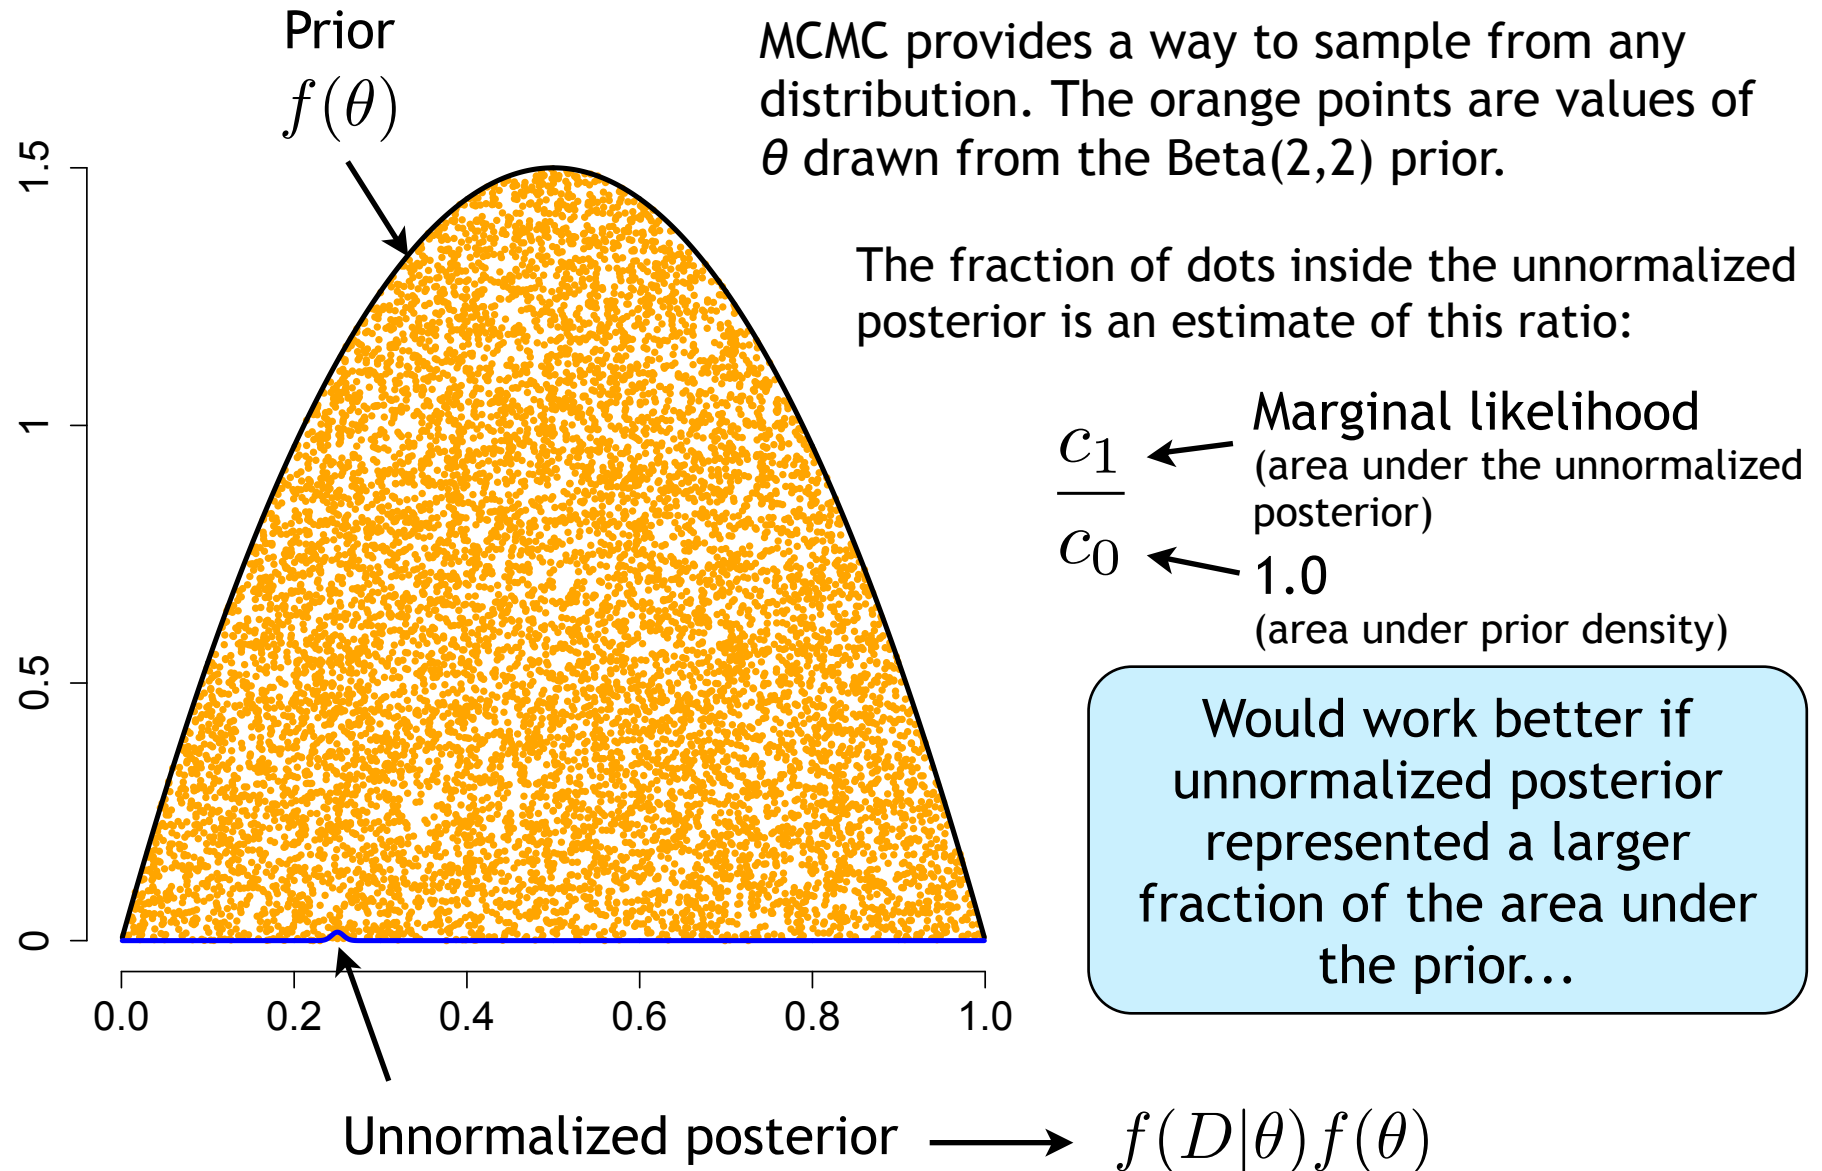 Prior
f(θ)
MCMC provides a way to sample from any
distribution. The orange points are values of
θ drawn from the Beta(2,2) prior.
The fraction of dots inside the unnormalized
posterior is an estimate of this ratio:
c₁
c₀
Marginal likelihood
(area under the unnormalized
posterior)
1.0
(area under prior density)
Would work better if
unnormalized posterior
represented a larger
fraction of the area under
the prior...
1.5
1
0.5
0
0.0 0.2 0.4 0.6 0.8 1.0
Unnormalized posterior
f(D|θ)f(θ)